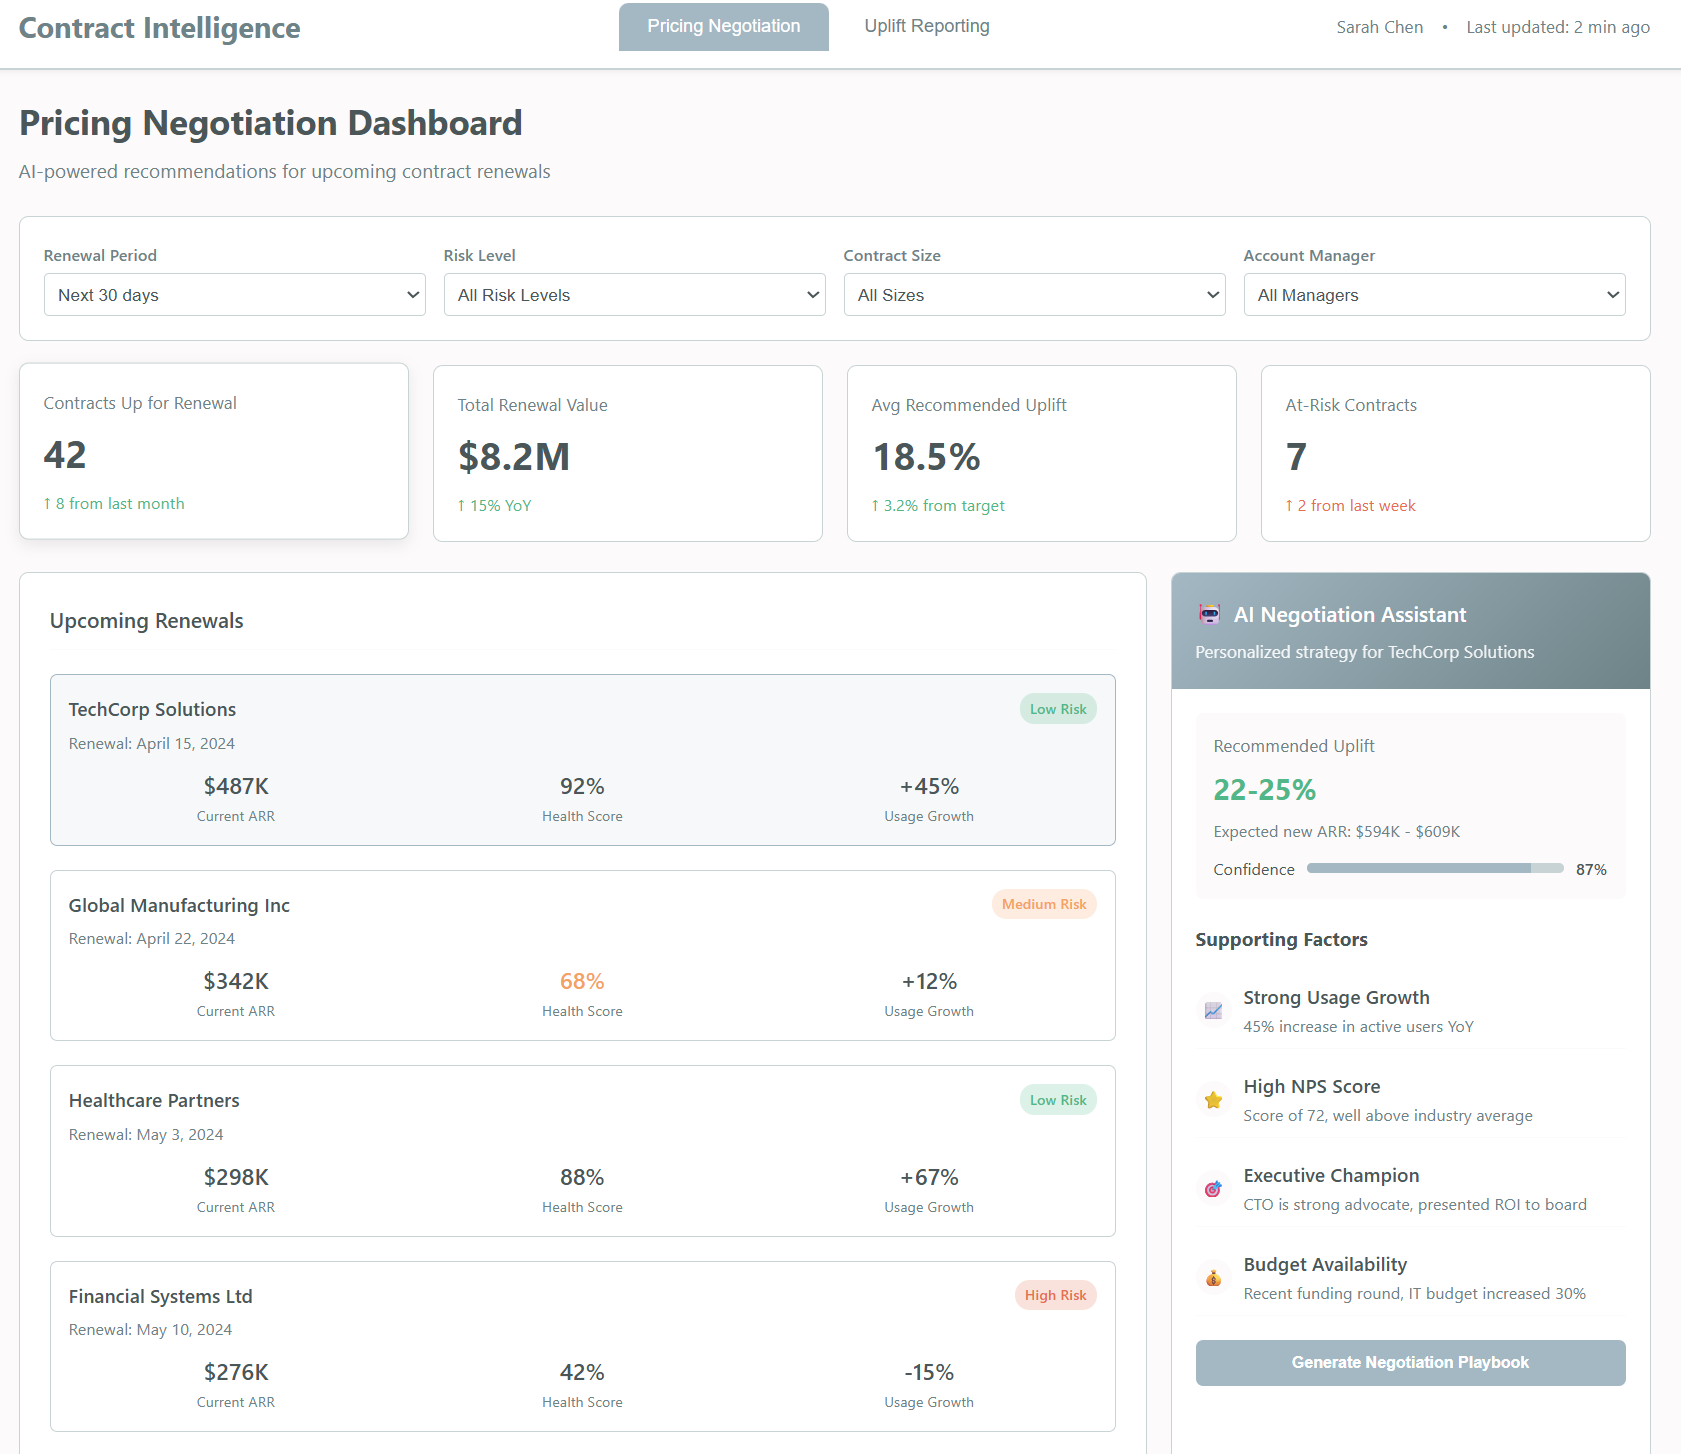 Contract Intelligence
Pricing Negotiation
Uplift Reporting
Sarah Chen • Last updated: 2 min ago
Pricing Negotiation Dashboard
AI-powered recommendations for upcoming contract renewals
Renewal Period
Next 30 days
Risk Level
All Risk Levels
Contract Size
All Sizes
Account Manager
All Managers
Contracts Up for Renewal
42
↑ 8 from last month
Total Renewal Value
$8.2M
↑ 15% YoY
Avg Recommended Uplift
18.5%
↑ 3.2% from target
At-Risk Contracts
7
↑ 2 from last week
Upcoming Renewals
TechCorp Solutions
Low Risk
Renewal: April 15, 2024
$487K
Current ARR
92%
Health Score
+45%
Usage Growth
Global Manufacturing Inc
Medium Risk
Renewal: April 22, 2024
$342K
Current ARR
68%
Health Score
+12%
Usage Growth
Healthcare Partners
Low Risk
Renewal: May 3, 2024
$298K
Current ARR
88%
Health Score
+67%
Usage Growth
Financial Systems Ltd
High Risk
Renewal: May 10, 2024
$276K
Current ARR
42%
Health Score
-15%
Usage Growth
AI Negotiation Assistant
Personalized strategy for TechCorp Solutions
Recommended Uplift
22-25%
Expected new ARR: $594K - $609K
Confidence
87%
Supporting Factors
Strong Usage Growth
45% increase in active users YoY
High NPS Score
Score of 72, well above industry average
Executive Champion
CTO is strong advocate, presented ROI to board
Budget Availability
Recent funding round, IT budget increased 30%
Generate Negotiation Playbook